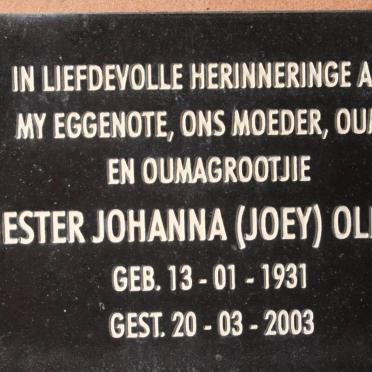 IN LIEFDEVOLLE HERINNERINGE A
MY EGGENOTE, ONS MOEDER, OUM
EN OUMAGROOTJIE
ESTER JOHANNA (JOEY) OL
GEB. 13 - 01 - 1931
GEST. 20 - 03 - 2003